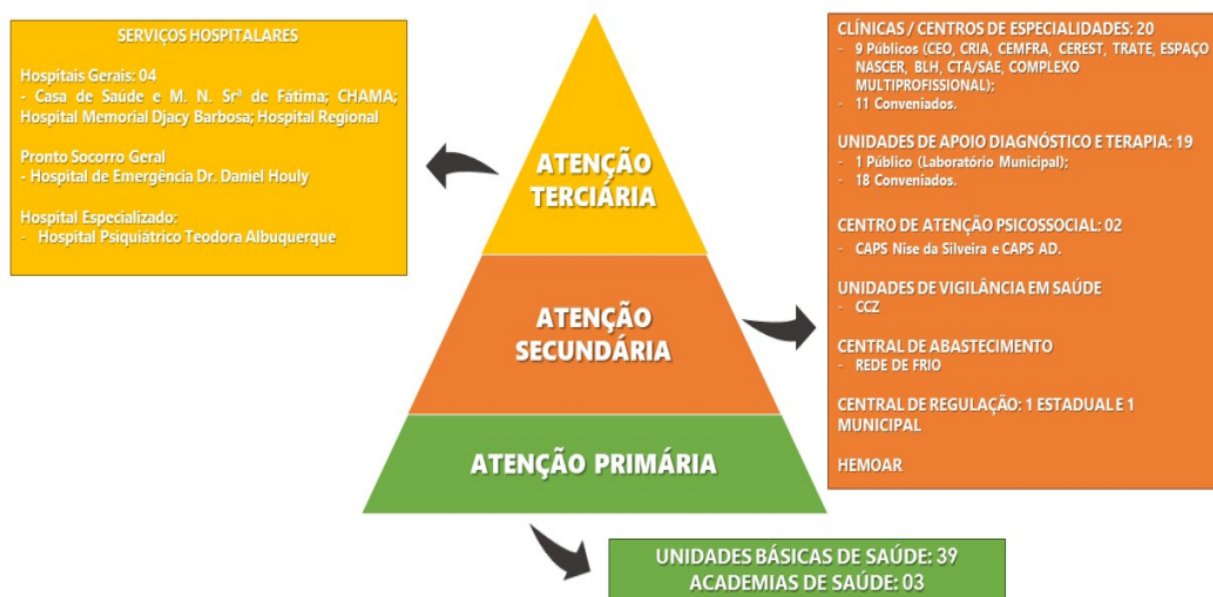 SERVIÇOS HOSPITALARES
Hospitais Gerais: 04
- Casa de Saúde e M. N. Srª de Fátima; CHAMA;
Hospital Memorial Djacy Barbosa; Hospital Regional
Pronto Socorro Geral
- Hospital de Emergência Dr. Daniel Houly
Hospital Especializado:
- Hospital Psiquiátrico Teodora Albuquerque
ATENÇÃO
TERCIÁRIA
ATENÇÃO
SECUNDÁRIA
ATENÇÃO PRIMÁRIA
CLÍNICAS / CENTROS DE ESPECIALIDADES: 20
- 9 Públicos (CEO, CRIA, CEMFRA, CEREST, TRATE, ESPAÇO
NASCER, BLH, CTA/SAE, COMPLEXO
MULTIPROFISSIONAL);
- 11 Conveniados.
UNIDADES DE APOIO DIAGNÓSTICO E TERAPIA: 19
- 1 Público (Laboratório Municipal);
- 18 Conveniados.
CENTRO DE ATENÇÃO PSICOSSOCIAL: 02
- CAPS Nise da Silveira e CAPS AD.
UNIDADES DE VIGILÂNCIA EM SAÚDE
- CCZ
CENTRAL DE ABASTECIMENTO
- REDE DE FRIO
CENTRAL DE REGULAÇÃO: 1 ESTADUAL E 1
MUNICIPAL
HEMOAR
UNIDADES BÁSICAS DE SAÚDE: 39
ACADEMIAS DE SAÚDE: 03